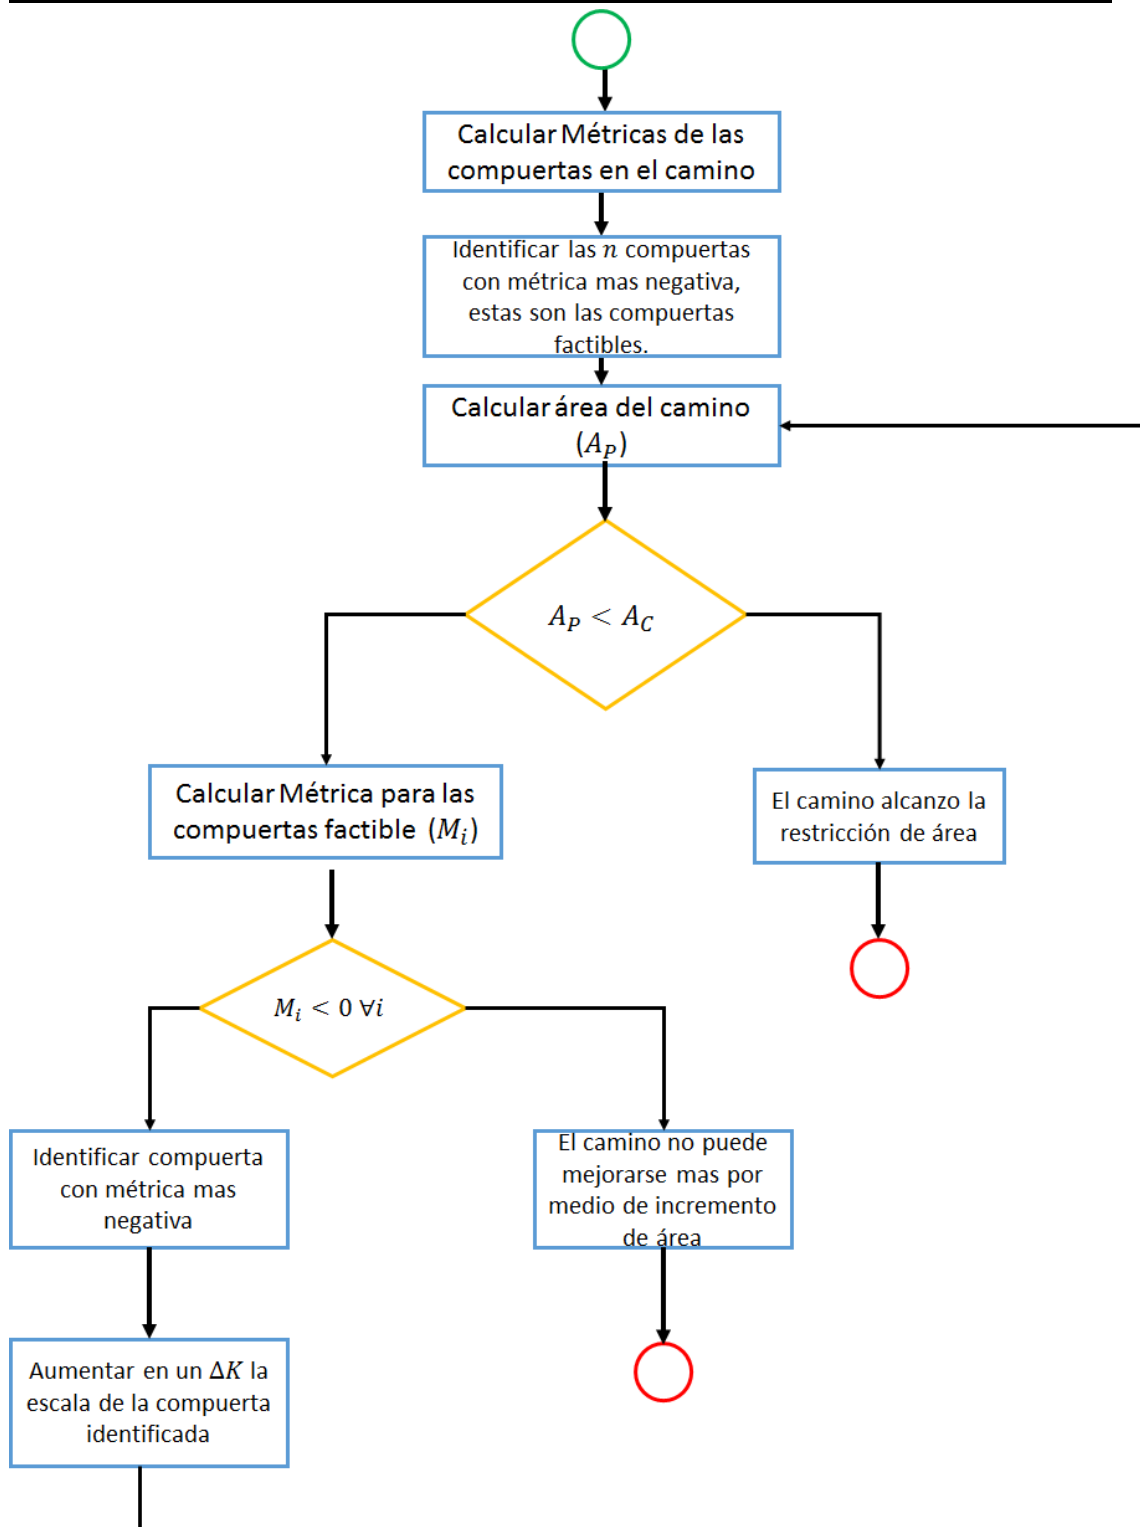 Calcular Métricas de las
compuertas en el camino
Identificar las n compuertas
con métrica mas negativa,
estas son las compuertas
factibles.
Calcular área del camino
(A_P)
A_P < A_C
Calcular Métrica para las
compuertas factible (M_i)
El camino alcanzo la
restricción de área
M_i < 0 ∀i
Identificar compuerta
con métrica mas
negativa
El camino no puede
mejorarse mas por
medio de incremento
de área
Aumentar en un ΔK la
escala de la compuerta
identificada